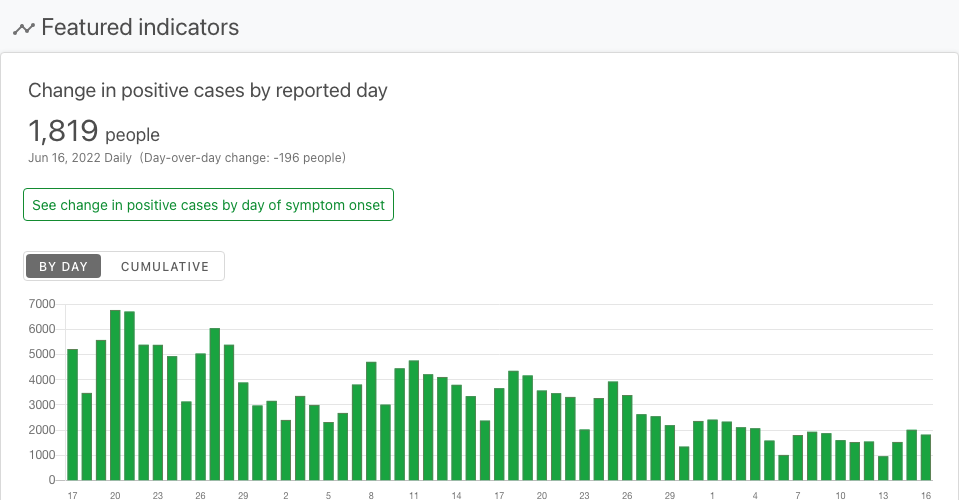 Featured indicators
Change in positive cases by reported day
1,819 people
Jun 16, 2022 Daily (Day-over-day change: -196 people)
See change in positive cases by day of symptom onset
BY DAY CUMULATIVE
7000
6000
5000
4000
3000
2000
1000
0
17 20 23 26 29 2 5 8 11 14 17 20 23 26 29 1 4 7 10 13 16